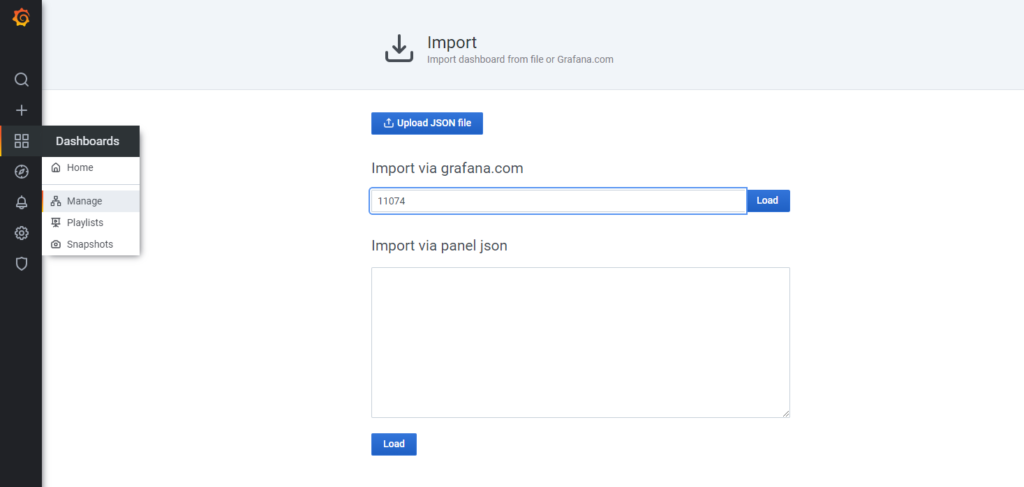 Import
Import dashboard from file or Grafana.com
Upload JSON file
Dashboards
Home
Manage
Playlists
Snapshots
Import via grafana.com
11074
Load
Import via panel json
Load